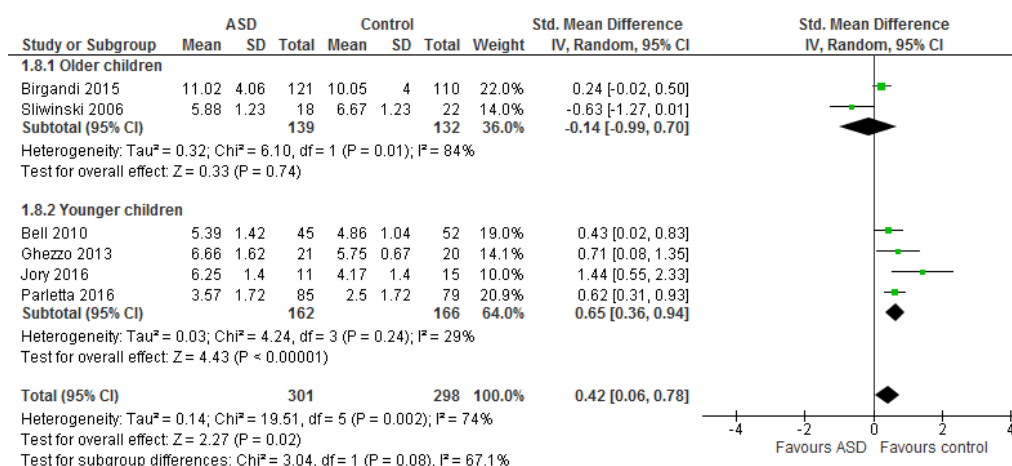 ASD Control Std. Mean Difference Std. Mean Difference
Study or Subgroup Mean SD Total Mean SD Total Weight IV, Random, 95% CI IV, Random, 95% CI
1.8.1 Older children
Birgandi 2015 11.02 4.06 121 10.05 4 110 22.0% 0.24 [-0.02, 0.50]
Sliwinski 2006 5.88 1.23 18 6.67 1.23 22 14.0% -0.63 [-1.27, 0.01]
Subtotal (95% CI) 139 132 36.0% -0.14 [-0.99, 0.70]
Heterogeneity: Tau² = 0.32; Chi² = 6.10, df = 1 (P = 0.01); I² = 84%
Test for overall effect: Z = 0.33 (P = 0.74)
1.8.2 Younger children
Bell 2010 5.39 1.42 45 4.86 1.04 52 19.0% 0.43 [0.02, 0.83]
Ghezzo 2013 6.66 1.62 21 5.75 0.67 20 14.1% 0.71 [0.08, 1.35]
Jory 2016 6.25 1.4 11 4.17 1.4 15 10.0% 1.44 [0.55, 2.33]
Parletta 2016 3.57 1.72 85 2.5 1.72 79 20.9% 0.62 [0.31, 0.93]
Subtotal (95% CI) 162 166 64.0% 0.65 [0.36, 0.94]
Heterogeneity: Tau² = 0.03; Chi² = 4.24, df = 3 (P = 0.24); I² = 29%
Test for overall effect: Z = 4.43 (P < 0.00001)
Total (95% CI) 301 298 100.0% 0.42 [0.06, 0.78]
Heterogeneity: Tau² = 0.14; Chi² = 19.51, df = 5 (P = 0.002); I² = 74%
Test for overall effect: Z = 2.27 (P = 0.02)
Test for subgroup differences: Chi² = 3.04, df = 1 (P = 0.08), I² = 67.1%
-4 -2 0 2 4
Favours ASD Favours control